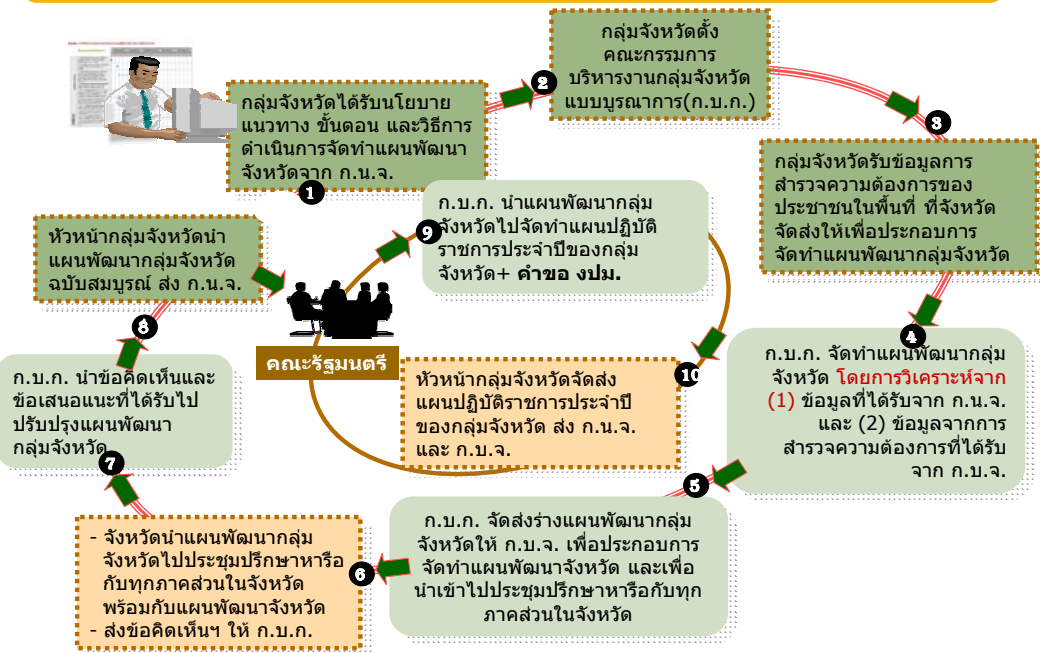 1
กลุ่มจังหวัดได้รับนโยบาย
แนวทาง ขั้นตอน และวิธีการ
ดำเนินการจัดทำแผนพัฒนา
จังหวัดจาก ก.น.จ.
2
กลุ่มจังหวัดตั้ง
คณะกรรมการ
บริหารงานกลุ่มจังหวัด
แบบบูรณาการ(ก.บ.ก.)
3
กลุ่มจังหวัดรับข้อมูลการ
สำรวจความต้องการของ
ประชาชนในพื้นที่ ที่จังหวัด
จัดส่งให้เพื่อประกอบการ
จัดทำแผนพัฒนากลุ่มจังหวัด
4
ก.บ.ก. จัดทำแผนพัฒนากลุ่ม
จังหวัด โดยการวิเคราะห์จาก
(1) ข้อมูลที่ได้รับจาก ก.น.จ.
และ (2) ข้อมูลจากการ
สำรวจความต้องการที่ได้รับ
จาก ก.บ.จ.
5
ก.บ.ก. จัดส่งร่างแผนพัฒนากลุ่ม
จังหวัดให้ ก.บ.จ. เพื่อประกอบการ
จัดทำแผนพัฒนาจังหวัด และเพื่อ
นำเข้าไปประชุมปรึกษาหารือกับทุก
ภาคส่วนในจังหวัด
6
- จังหวัดนำแผนพัฒนากลุ่ม
จังหวัดไปประชุมปรึกษาหารือ
กับทุกภาคส่วนในจังหวัด
พร้อมกับแผนพัฒนาจังหวัด
- ส่งข้อคิดเห็นฯ ให้ ก.บ.ก.
7
ก.บ.ก. นำข้อคิดเห็นและ
ข้อเสนอแนะที่ได้รับไป
ปรับปรุงแผนพัฒนา
กลุ่มจังหวัด
8
หัวหน้ากลุ่มจังหวัดนำ
แผนพัฒนากลุ่มจังหวัด
ฉบับสมบูรณ์ ส่ง ก.น.จ.
คณะรัฐมนตรี
9
ก.บ.ก. นำแผนพัฒนากลุ่ม
จังหวัดไปจัดทำแผนปฏิบัติ
ราชการประจำปีของกลุ่ม
จังหวัด+ คำขอ งปม.
10
หัวหน้ากลุ่มจังหวัดจัดส่ง
แผนปฏิบัติราชการประจำปี
ของกลุ่มจังหวัด ส่ง ก.น.จ.
และ ก.บ.จ.